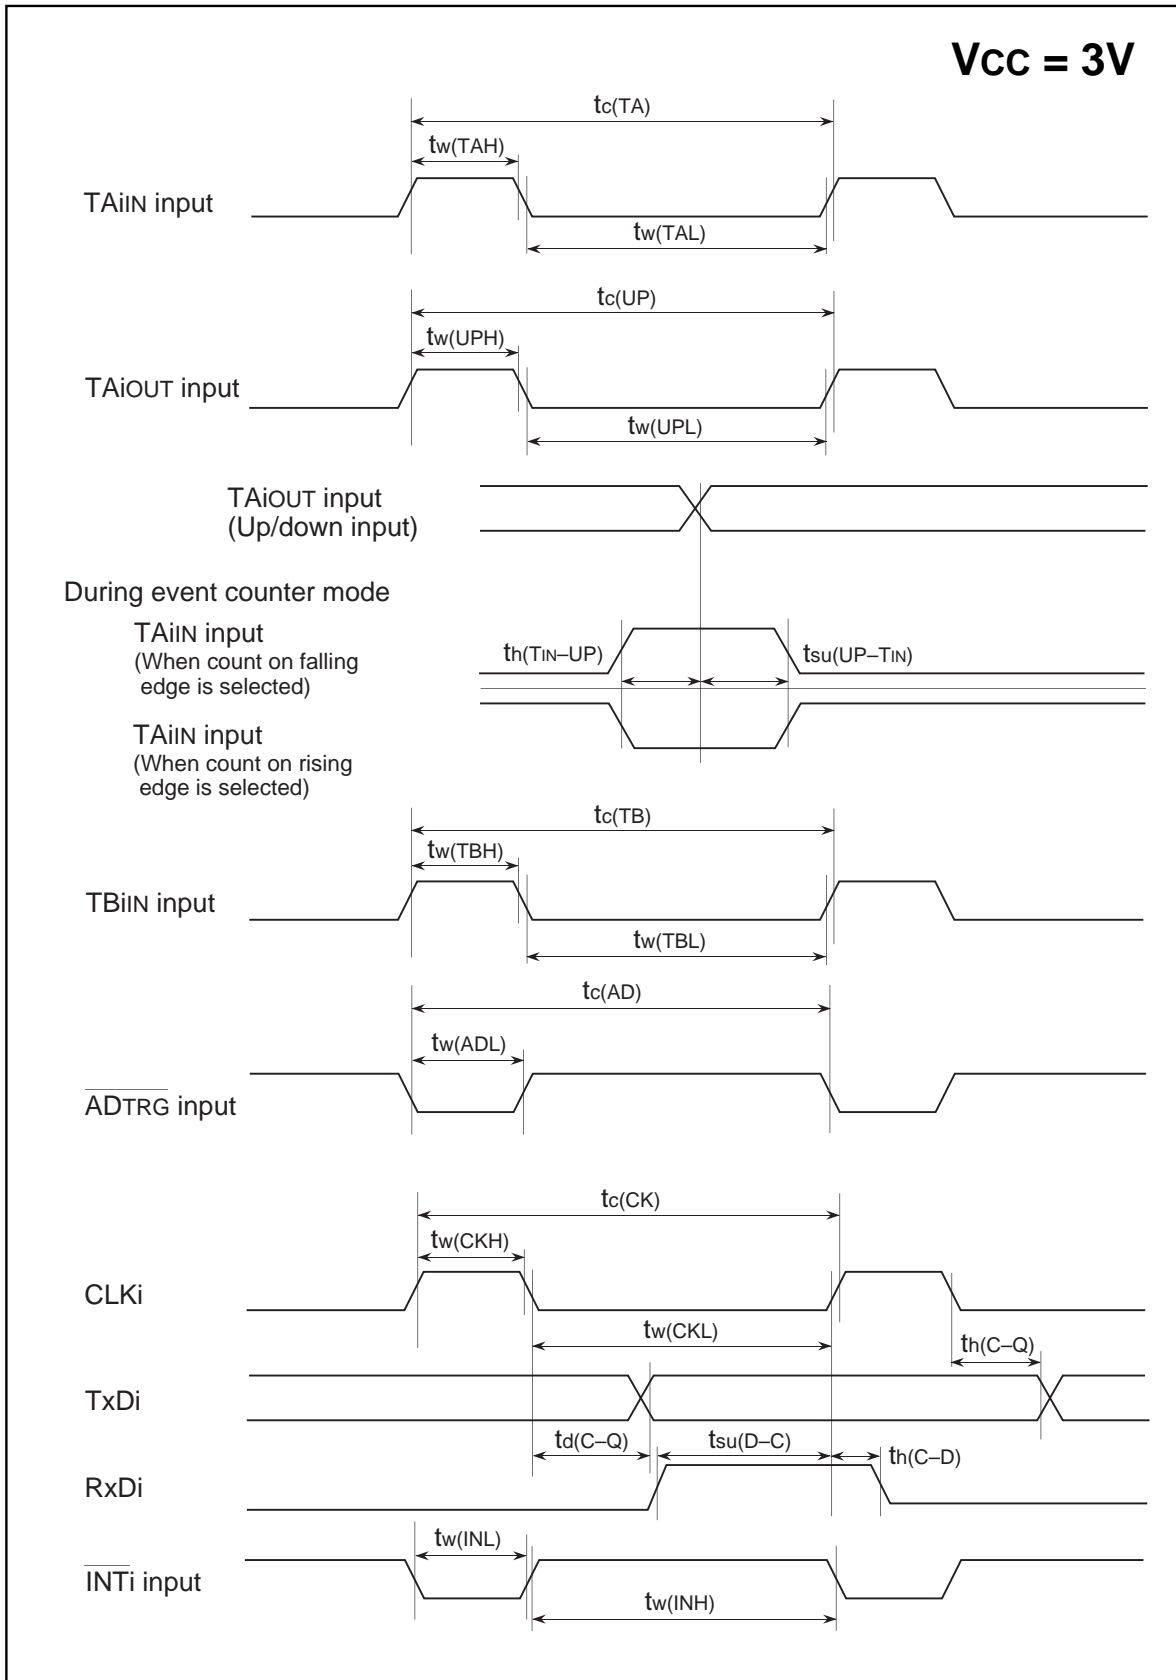 VCC = 3V
tc(TA)
tw(TAH)
TAiIN input
tw(TAL)
tc(UP)
tw(UPH)
TAiOUT input
tw(UPL)
TAiOUT input
(Up/down input)
During event counter mode
TAiIN input
(When count on falling
edge is selected)
th(TIN–UP)
tsu(UP–TIN)
TAiIN input
(When count on rising
edge is selected)
tc(TB)
tw(TBH)
TBiIN input
tw(TBL)
tc(AD)
tw(ADL)
ADTRG input
tc(CK)
tw(CKH)
CLKi
tw(CKL)
th(C–Q)
TxDi
td(C–Q)
tsu(D–C)
th(C–D)
RxDi
tw(INL)
INTi input
tw(INH)